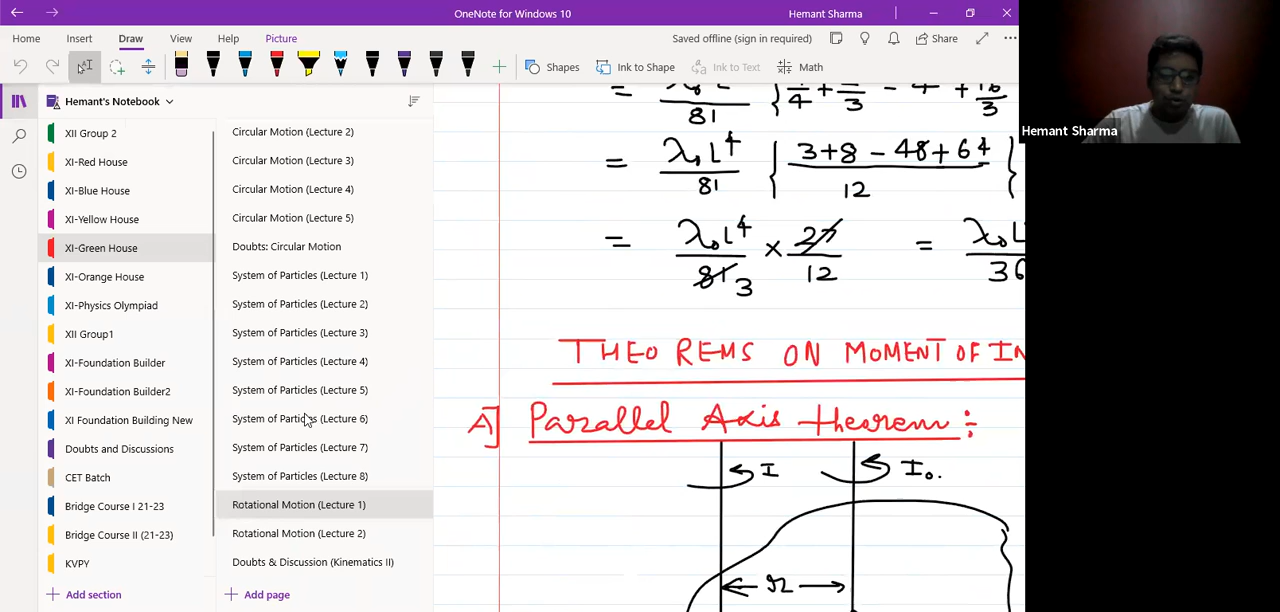 OneNote for Windows 10
Hemant Sharma
Home Insert Draw View Help Picture
Saved offline (sign in required)
Share
Shapes
Ink to Shape
Ink to Text
Math
Hemant's Notebook
XII Group 2
XI-Red House
XI-Blue House
XI-Yellow House
XI-Green House
XI-Orange House
XI-Physics Olympiad
XII Group1
XI-Foundation Builder
XI-Foundation Builder2
XI Foundation Building New
Doubts and Discussions
CET Batch
Bridge Course I 21-23
Bridge Course II (21-23)
KVPY
+ Add section
Circular Motion (Lecture 2)
Circular Motion (Lecture 3)
Circular Motion (Lecture 4)
Circular Motion (Lecture 5)
Doubts: Circular Motion
System of Particles (Lecture 1)
System of Particles (Lecture 2)
System of Particles (Lecture 3)
System of Particles (Lecture 4)
System of Particles (Lecture 5)
System of Particles (Lecture 6)
System of Particles (Lecture 7)
System of Particles (Lecture 8)
Rotational Motion (Lecture 1)
Rotational Motion (Lecture 2)
Doubts & Discussion (Kinematics II)
+ Add page
= λ₀L⁴/81 { 3+8-48+64 / 12 }
= λ₀L⁴/81 3 × 27/12 = λ₀L
36
THEOREMS ON MOMENT OF IN
A] Parallel Axis theorem:
I I₀.
r
Hemant Sharma